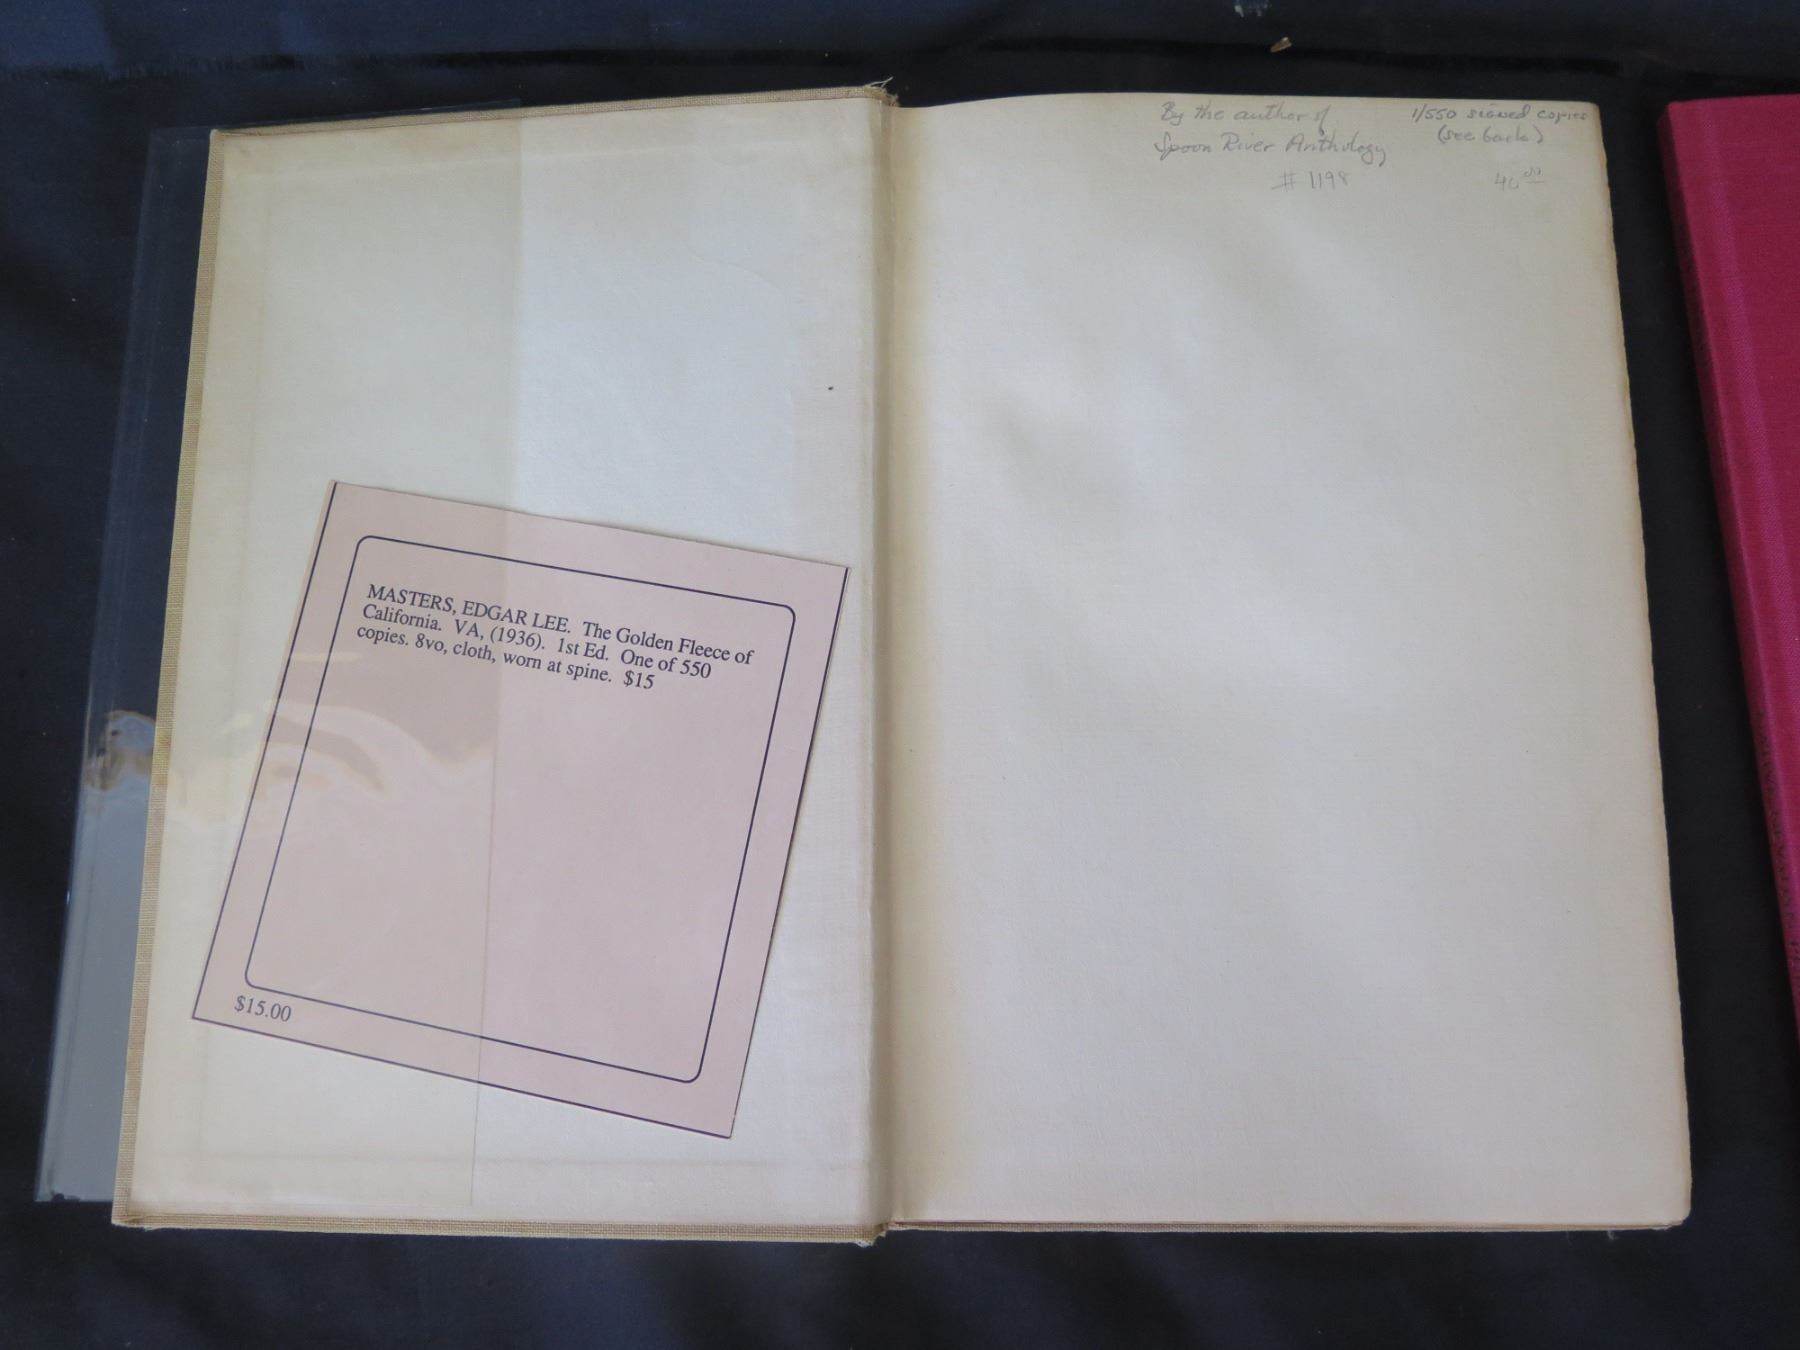 MASTERS, EDGAR LEE. The Golden Fleece of
California. VA, (1936). 1st Ed. One of 550
copies. 8vo, cloth, worn at spine. $15
$15.00
By the author of
Spoon River Anthology
# 1198
1/550 signed copies
(see back)
40.00